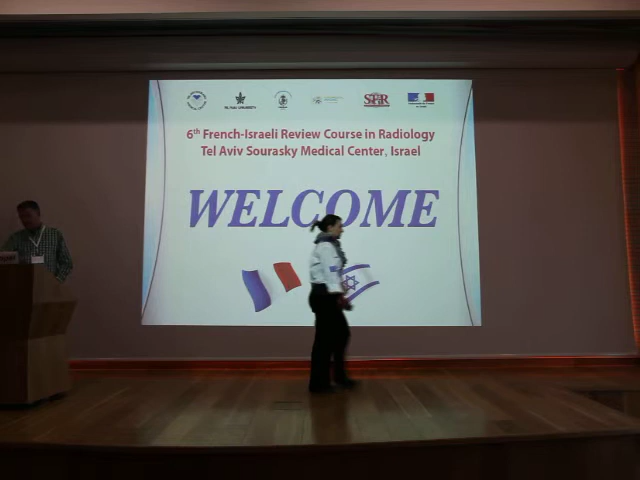 6th French-Israeli Review Course in Radiology
Tel Aviv Sourasky Medical Center, Israel
WELCOME